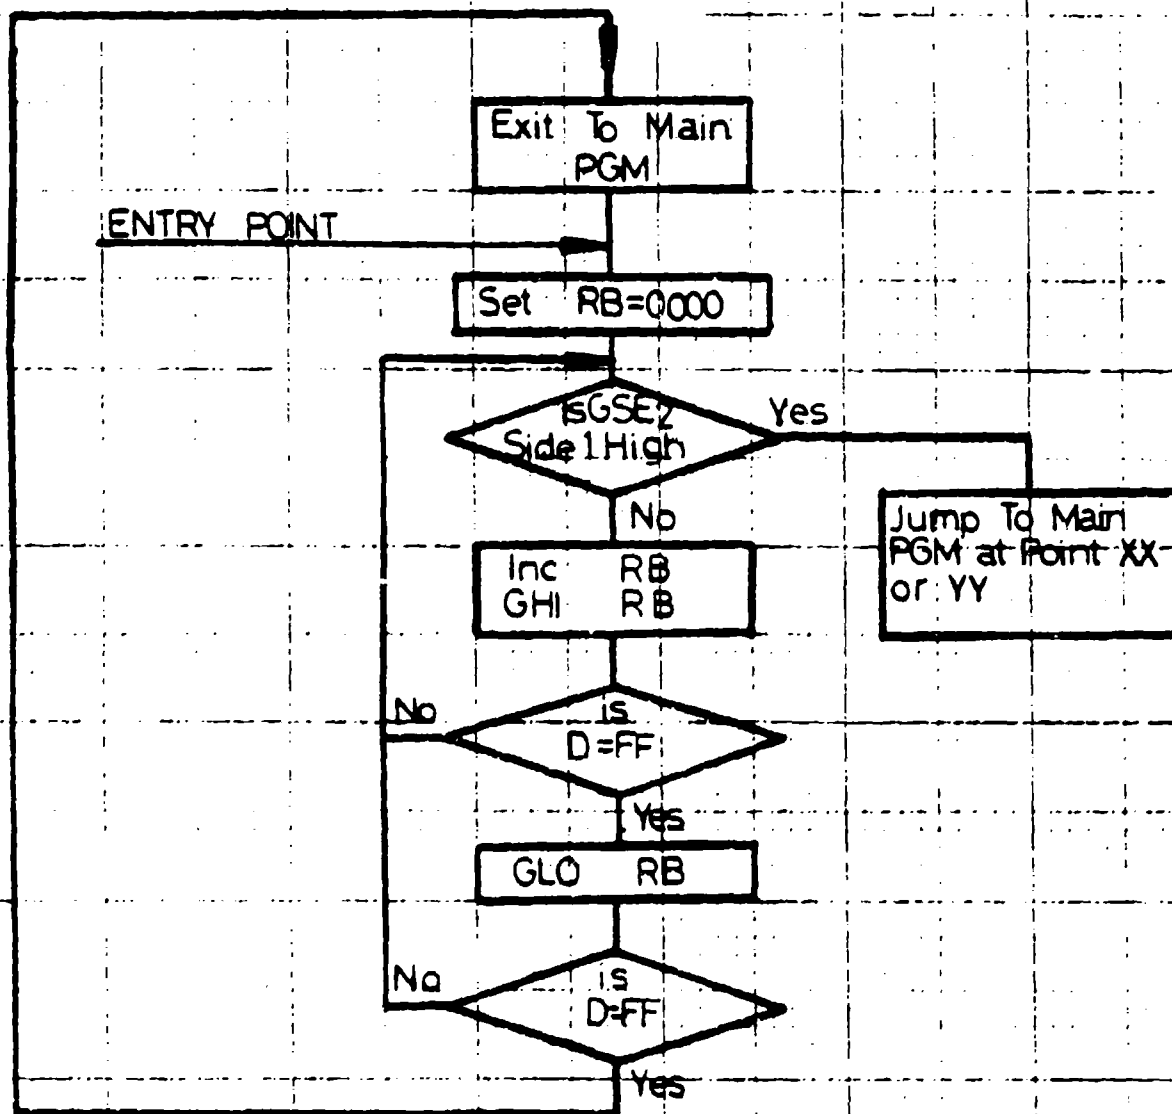 Exit To Main
PGM
ENTRY POINT
Set RB=0000
isGSE2
Side 1 High
Yes
No
Jump To Main
PGM at Point XX
or YY
Inc RB
GHI RB
is
D=FF
No
Yes
GLO RB
is
D=FF
No
Yes